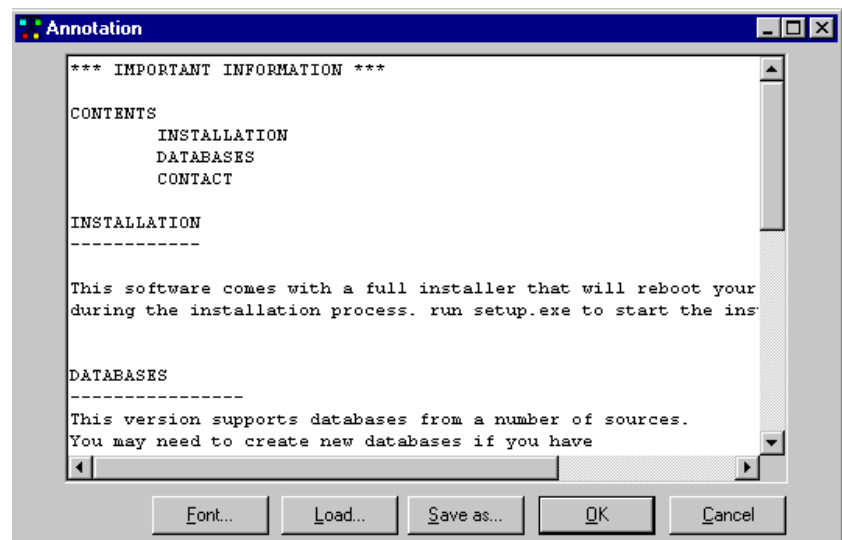 Annotation
*** IMPORTANT INFORMATION ***
CONTENTS
INSTALLATION
DATABASES
CONTACT
INSTALLATION
------------
This software comes with a full installer that will reboot your
during the installation process. run setup.exe to start the ins
DATABASES
----------------
This version supports databases from a number of sources.
You may need to create new databases if you have
Font... Load... Save as... OK Cancel